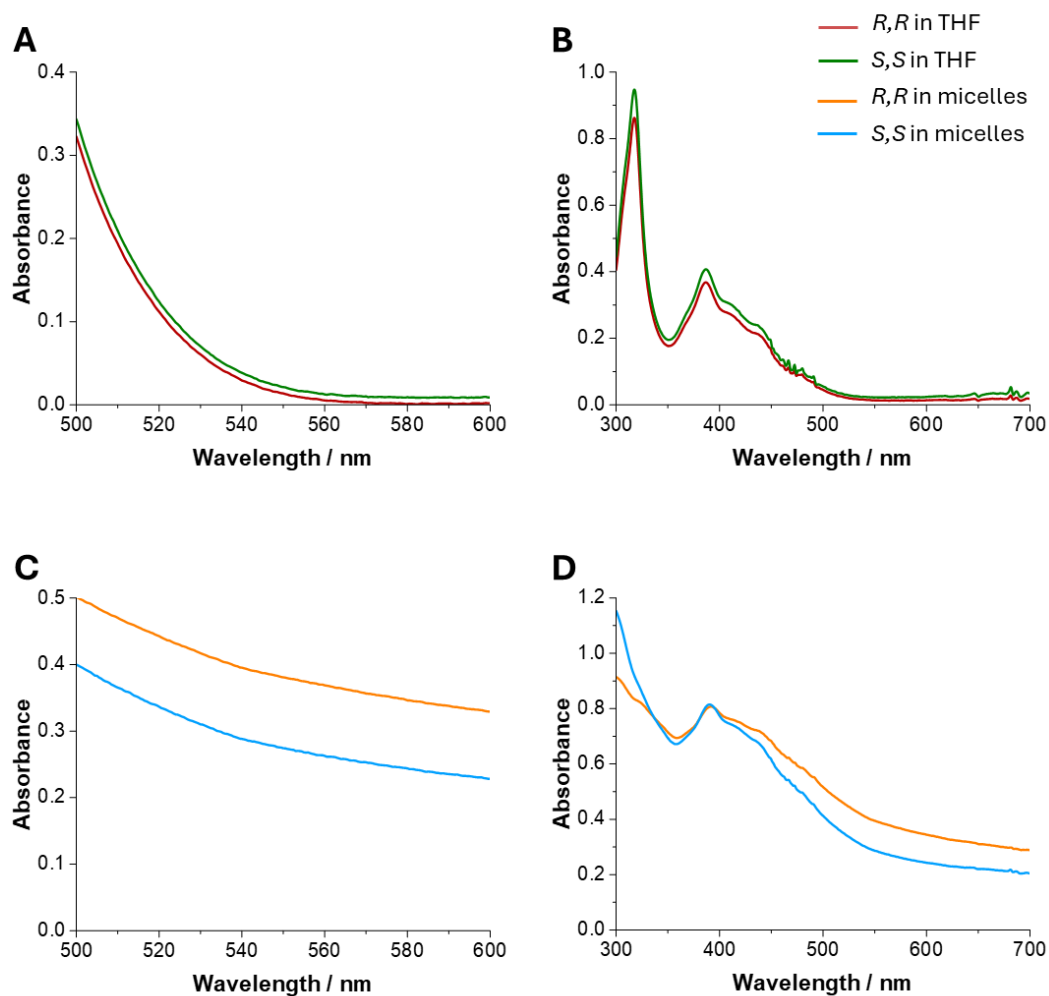 A
B
R,R in THF
S,S in THF
R,R in micelles
S,S in micelles
0.4
0.3
0.2
0.1
0.0
Absorbance
500 520 540 560 580 600
Wavelength / nm
1.0
0.8
0.6
0.4
0.2
0.0
Absorbance
300 400 500 600 700
Wavelength / nm
C
D
0.5
0.4
0.3
0.2
0.1
0.0
Absorbance
500 520 540 560 580 600
Wavelength / nm
1.2
1.0
0.8
0.6
0.4
0.2
0.0
Absorbance
300 400 500 600 700
Wavelength / nm